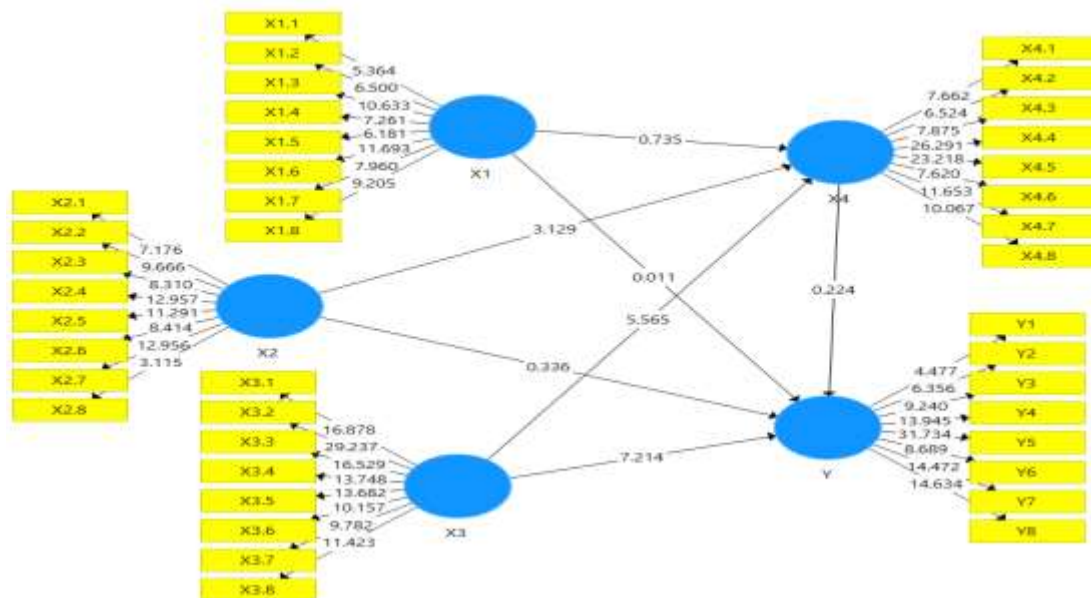 X1.1
X1.2
X1.3
X1.4
X1.5
X1.6
X1.7
X1.8
5.364
6.500
10.633
7.261
6.181
11.693
7.960
9.205
X1
X2.1
X2.2
X2.3
X2.4
X2.5
X2.6
X2.7
X2.8
7.176
9.666
8.310
12.957
11.291
8.414
12.956
3.115
X2
X3.1
X3.2
X3.3
X3.4
X3.5
X3.6
X3.7
X3.8
16.878
29.237
16.529
13.748
13.662
10.157
9.782
11.423
X3
0.735
3.129
0.011
5.565
0.336
7.214
0.224
X4
7.662
6.524
7.875
26.291
23.218
7.620
11.653
10.067
X4.1
X4.2
X4.3
X4.4
X4.5
X4.6
X4.7
X4.8
Y
4.477
6.356
9.240
13.945
31.734
8.689
14.472
14.634
Y1
Y2
Y3
Y4
Y5
Y6
Y7
Y8